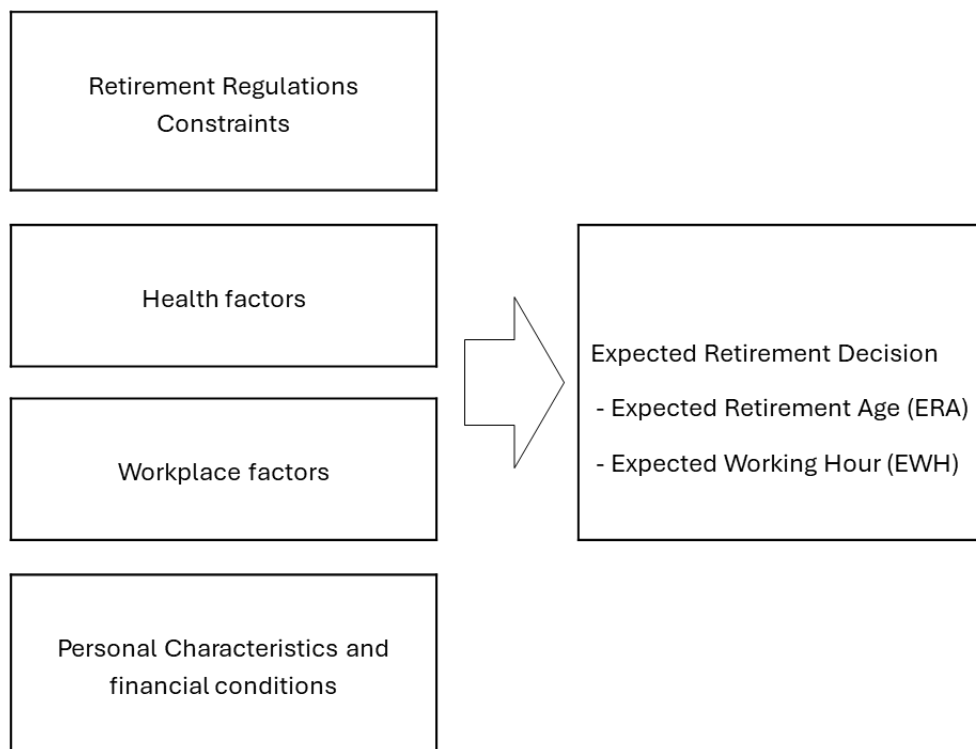 Retirement Regulations
Constraints
Health factors
Workplace factors
Personal Characteristics and
financial conditions
Expected Retirement Decision
- Expected Retirement Age (ERA)
- Expected Working Hour (EWH)